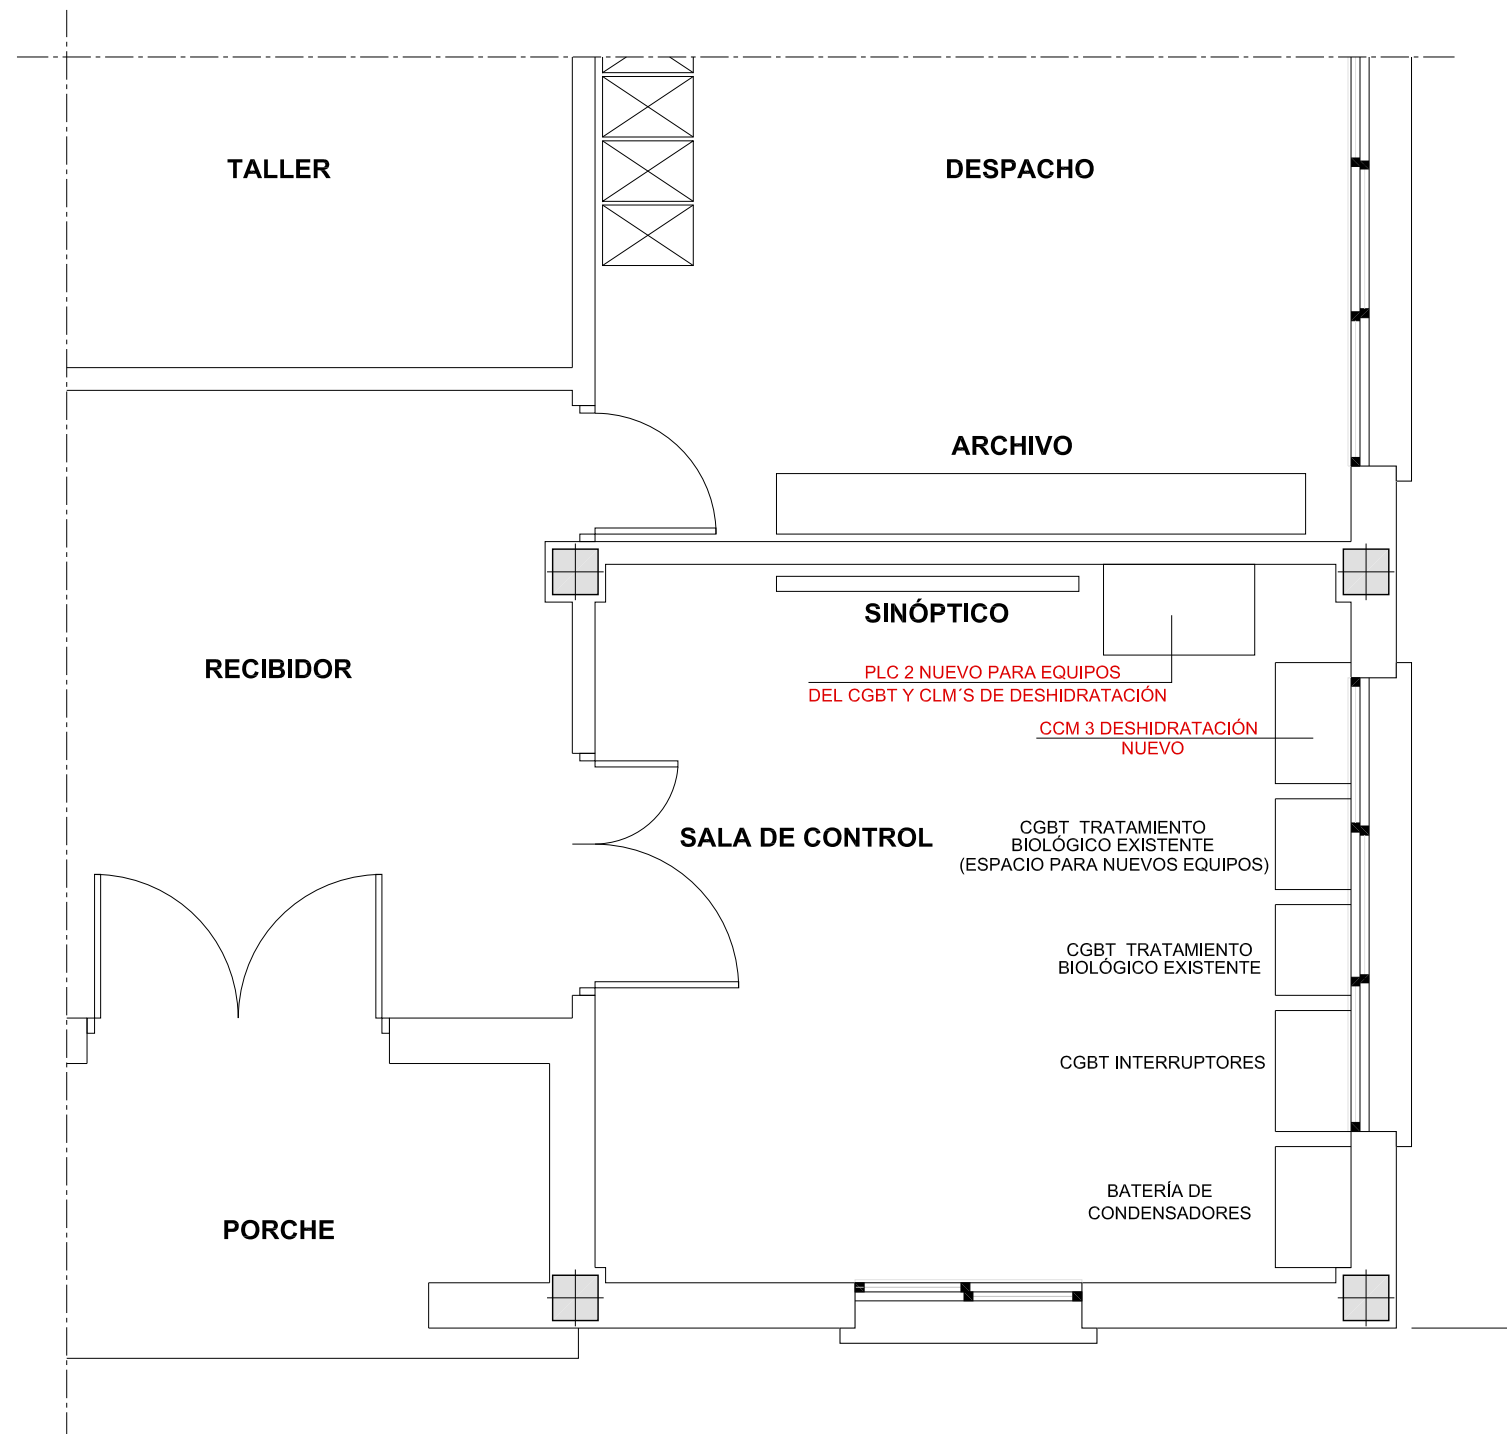 TALLER
DESPACHO
ARCHIVO
SINÓPTICO
RECIBIDOR
PLC 2 NUEVO PARA EQUIPOS
DEL CGBT Y CLM´S DE DESHIDRATACIÓN
CCM 3 DESHIDRATACIÓN
NUEVO
SALA DE CONTROL
CGBT TRATAMIENTO
BIOLÓGICO EXISTENTE
(ESPACIO PARA NUEVOS EQUIPOS)
CGBT TRATAMIENTO
BIOLÓGICO EXISTENTE
CGBT INTERRUPTORES
BATERÍA DE
CONDENSADORES
PORCHE